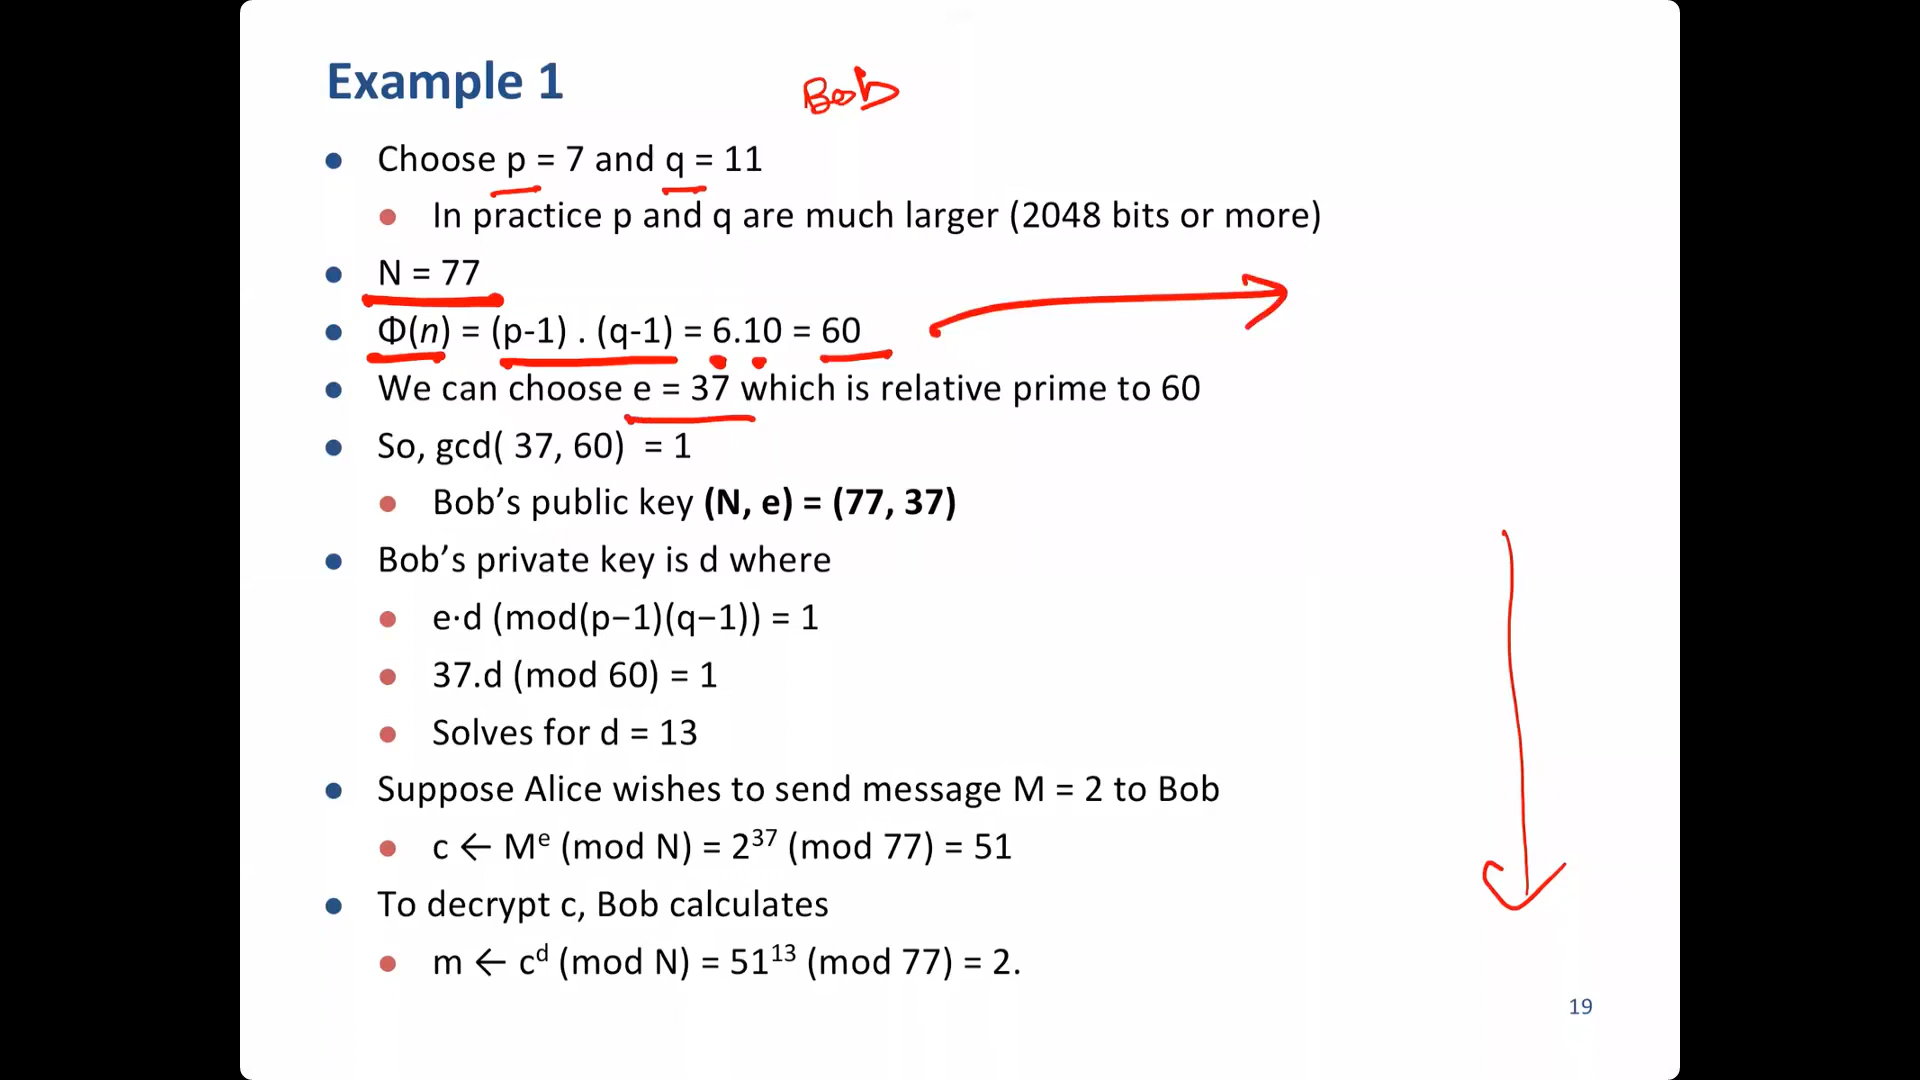 Example 1
Bob
● Choose p = 7 and q = 11
● In practice p and q are much larger (2048 bits or more)
● N = 77
● Φ(n) = (p-1) . (q-1) = 6.10 = 60
● We can choose e = 37 which is relative prime to 60
● So, gcd( 37, 60)  = 1
● Bob’s public key (N, e) = (77, 37)
● Bob’s private key is d where
● e·d (mod(p−1)(q−1)) = 1
● 37.d (mod 60) = 1
● Solves for d = 13
● Suppose Alice wishes to send message M = 2 to Bob
● c ← Mᵉ (mod N) = 2³⁷ (mod 77) = 51
● To decrypt c, Bob calculates
● m ← cᵈ (mod N) = 51¹³ (mod 77) = 2.
19